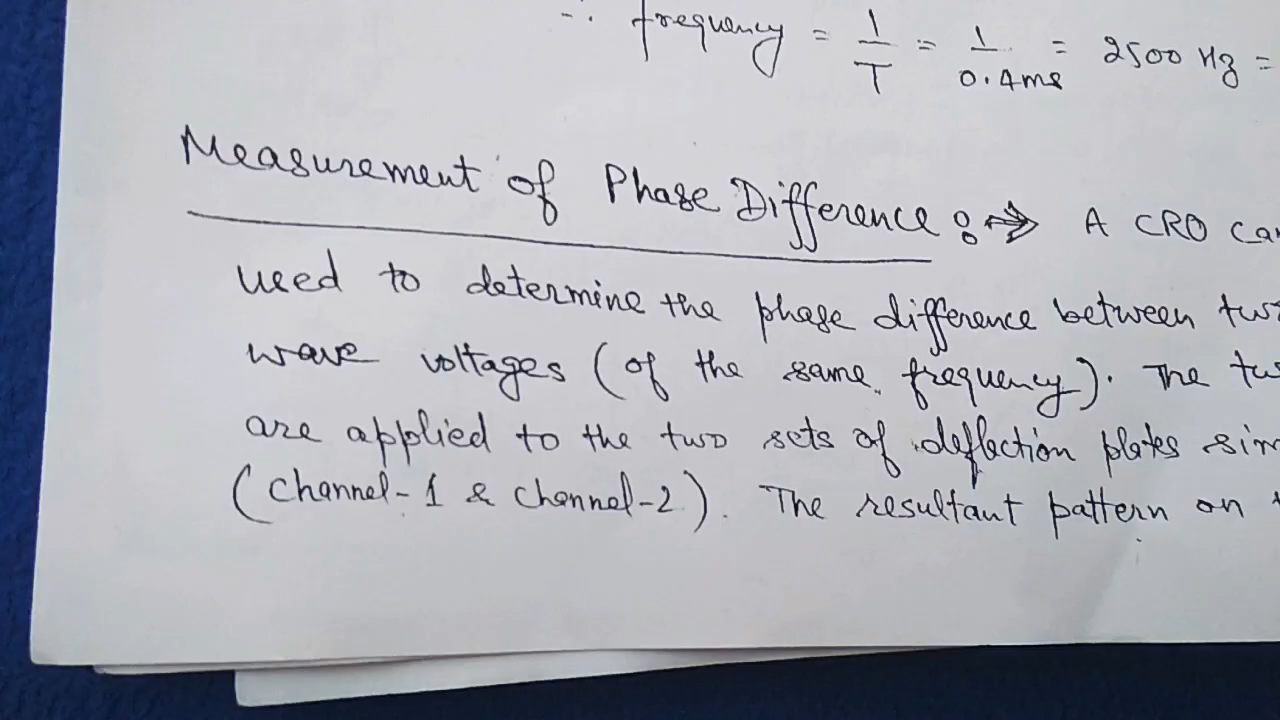 ∴ frequency = 1/T = 1/0.4ms = 2500 Hz =
Measurement of Phase Difference :⇒ A CRO can
used to determine the phase difference between two
wave voltages (of the same frequency). The tw
are applied to the two sets of deflection plates sim
(Channel-1 & Channel-2). The resultant pattern on t